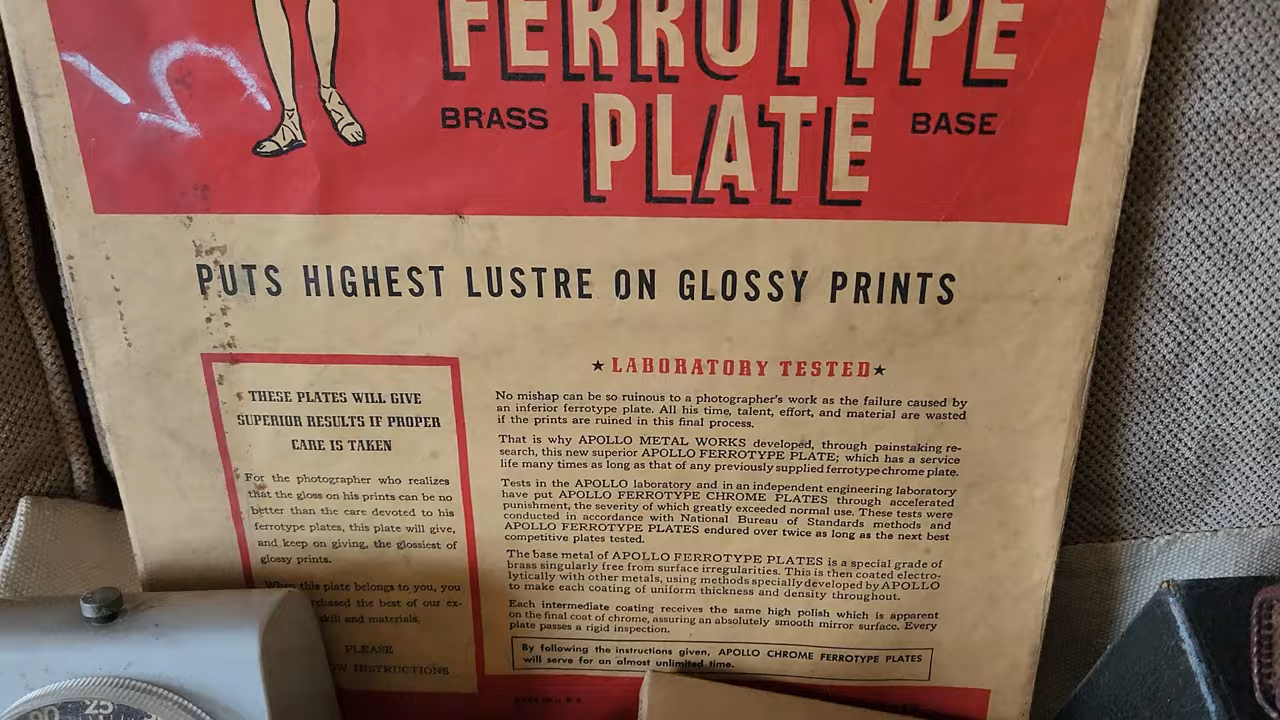 FERROTYPE
BRASS PLATE BASE
PUTS HIGHEST LUSTRE ON GLOSSY PRINTS
THESE PLATES WILL GIVE
SUPERIOR RESULTS IF PROPER
CARE IS TAKEN
For the photographer who realizes
that the gloss on his prints can be no
better than the care devoted to his
ferrotype plates, this plate will give,
and keep on giving, the glossiest of
glossy prints.
When this plate belongs to you, you
rchased the best of our ex-
skill and materials.
PLEASE
OW INSTRUCTIONS
★ LABORATORY TESTED ★
No mishap can be so ruinous to a photographer's work as the failure caused by
an inferior ferrotype plate. All his time, talent, effort, and material are wasted
if the prints are ruined in this final process.
That is why APOLLO METAL WORKS developed, through painstaking re-
search, this new superior APOLLO FERROTYPE PLATE; which has a service
life many times as long as that of any previously supplied ferrotype chrome plate.
Tests in the APOLLO laboratory and in an independent engineering laboratory
have put APOLLO FERROTYPE CHROME PLATES through accelerated
punishment, the severity of which greatly exceeded normal use. These tests were
conducted in accordance with National Bureau of Standards methods and
APOLLO FERROTYPE PLATES endured over twice as long as the next best
competitive plates tested.
The base metal of APOLLO FERROTYPE PLATES is a special grade of
brass singularly free from surface irregularities. This is then coated electro-
lytically with other metals, using methods specially developed by APOLLO
to make each coating of uniform thickness and density throughout.
Each intermediate coating receives the same high polish which is apparent
on the final coat of chrome, assuring an absolutely smooth mirror surface. Every
plate passes a rigid inspection.
By following the instructions given, APOLLO CHROME FERROTYPE PLATES
will serve for an almost unlimited time.
MADE IN U.S.A.
25